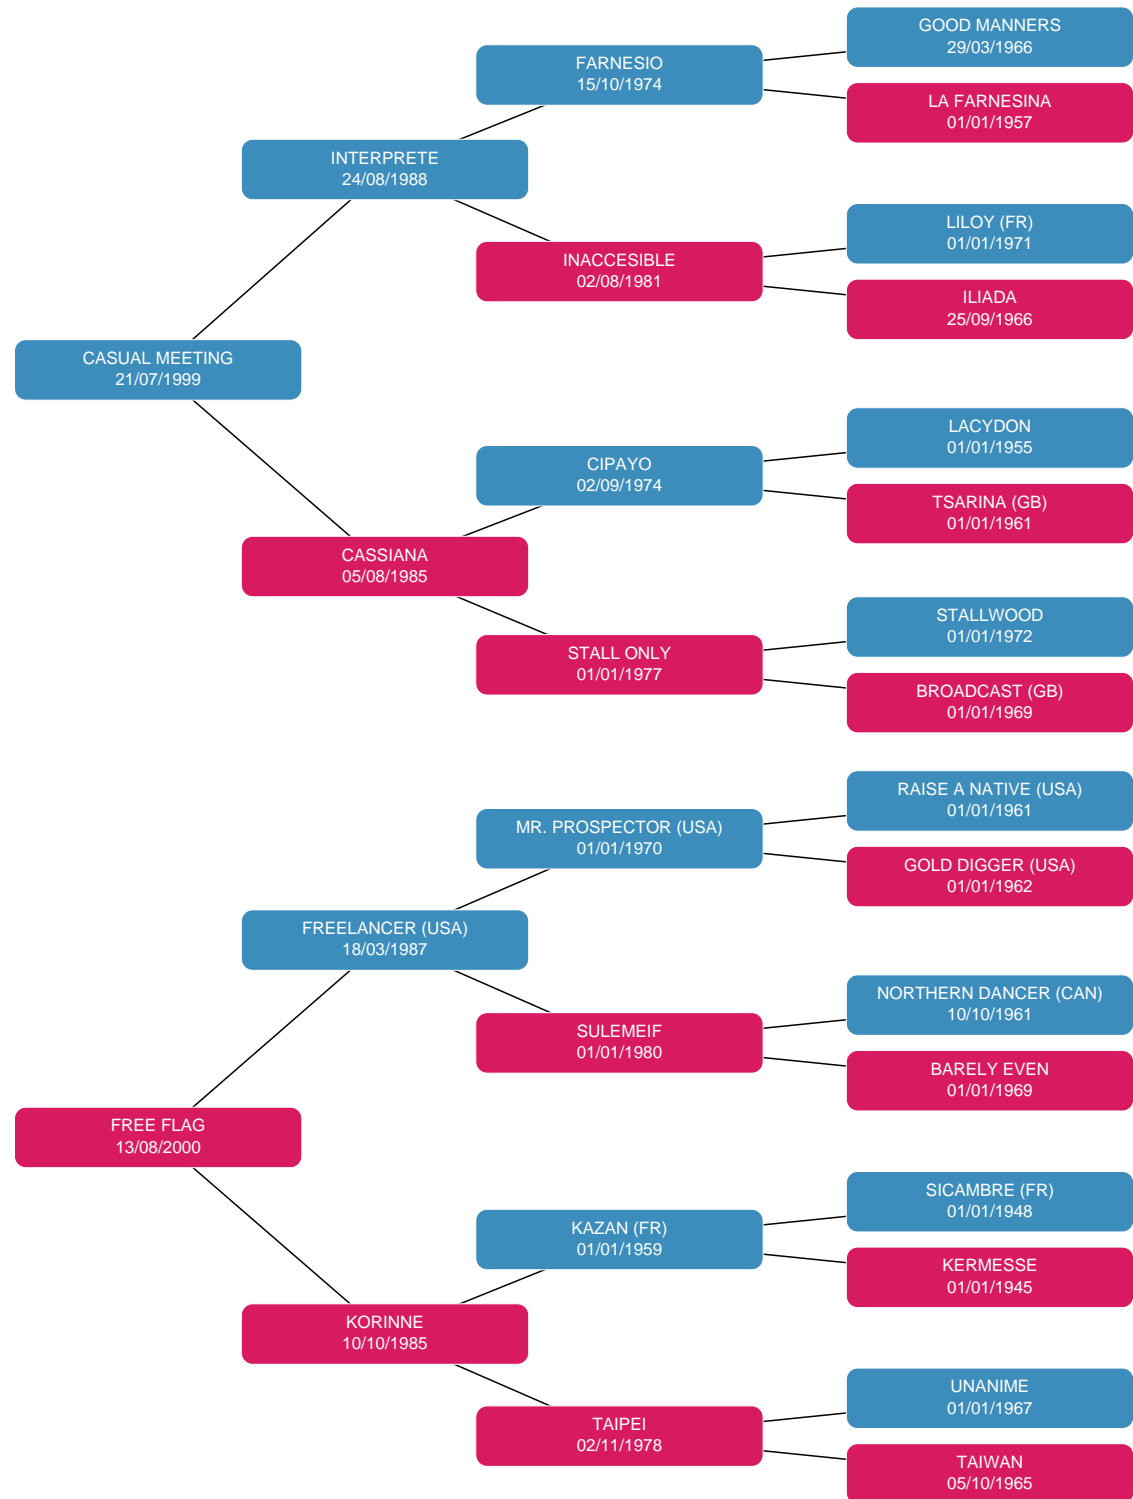 GOOD MANNERS
29/03/1966
FARNESIO
15/10/1974
LA FARNESINA
01/01/1957
INTERPRETE
24/08/1988
LILOY (FR)
01/01/1971
INACCESIBLE
02/08/1981
ILIADA
25/09/1966
CASUAL MEETING
21/07/1999
LACYDON
01/01/1955
CIPAYO
02/09/1974
TSARINA (GB)
01/01/1961
CASSIANA
05/08/1985
STALLWOOD
01/01/1972
STALL ONLY
01/01/1977
BROADCAST (GB)
01/01/1969
RAISE A NATIVE (USA)
01/01/1961
MR. PROSPECTOR (USA)
01/01/1970
GOLD DIGGER (USA)
01/01/1962
FREELANCER (USA)
18/03/1987
NORTHERN DANCER (CAN)
10/10/1961
SULEMEIF
01/01/1980
BARELY EVEN
01/01/1969
FREE FLAG
13/08/2000
SICAMBRE (FR)
01/01/1948
KAZAN (FR)
01/01/1959
KERMESSE
01/01/1945
KORINNE
10/10/1985
UNANIME
01/01/1967
TAIPEI
02/11/1978
TAIWAN
05/10/1965